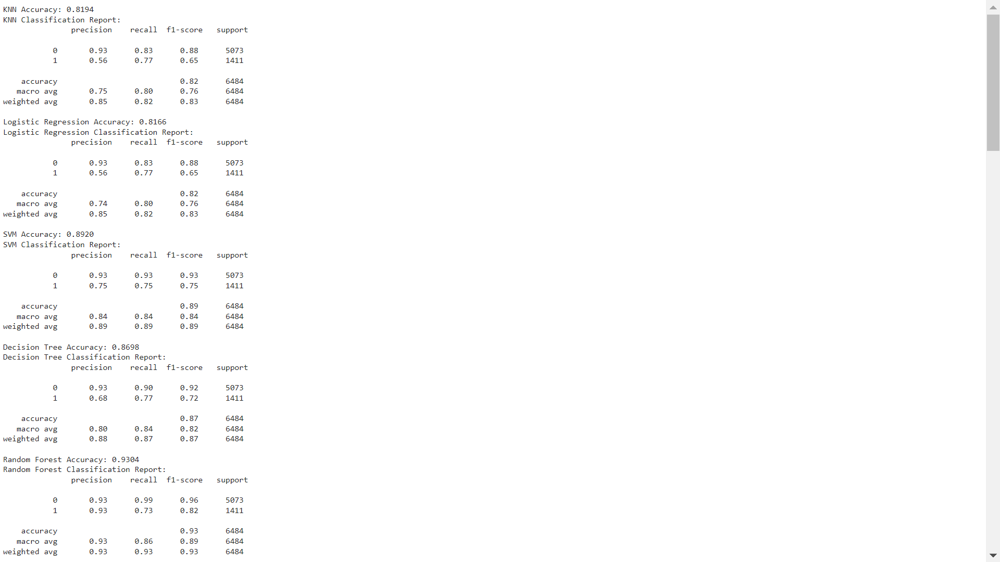 KNN Accuracy: 0.8194
KNN Classification Report:
precision recall f1-score support
0 0.93 0.83 0.88 5073
1 0.56 0.77 0.65 1411
accuracy 0.82 6484
macro avg 0.75 0.80 0.76 6484
weighted avg 0.85 0.82 0.83 6484
Logistic Regression Accuracy: 0.8166
Logistic Regression Classification Report:
precision recall f1-score support
0 0.93 0.83 0.88 5073
1 0.56 0.77 0.65 1411
accuracy 0.82 6484
macro avg 0.74 0.80 0.76 6484
weighted avg 0.85 0.82 0.83 6484
SVM Accuracy: 0.8920
SVM Classification Report:
precision recall f1-score support
0 0.93 0.93 0.93 5073
1 0.75 0.75 0.75 1411
accuracy 0.89 6484
macro avg 0.84 0.84 0.84 6484
weighted avg 0.89 0.89 0.89 6484
Decision Tree Accuracy: 0.8698
Decision Tree Classification Report:
precision recall f1-score support
0 0.93 0.90 0.92 5073
1 0.68 0.77 0.72 1411
accuracy 0.87 6484
macro avg 0.80 0.84 0.82 6484
weighted avg 0.88 0.87 0.87 6484
Random Forest Accuracy: 0.9304
Random Forest Classification Report:
precision recall f1-score support
0 0.93 0.99 0.96 5073
1 0.93 0.73 0.82 1411
accuracy 0.93 6484
macro avg 0.93 0.86 0.89 6484
weighted avg 0.93 0.93 0.93 6484